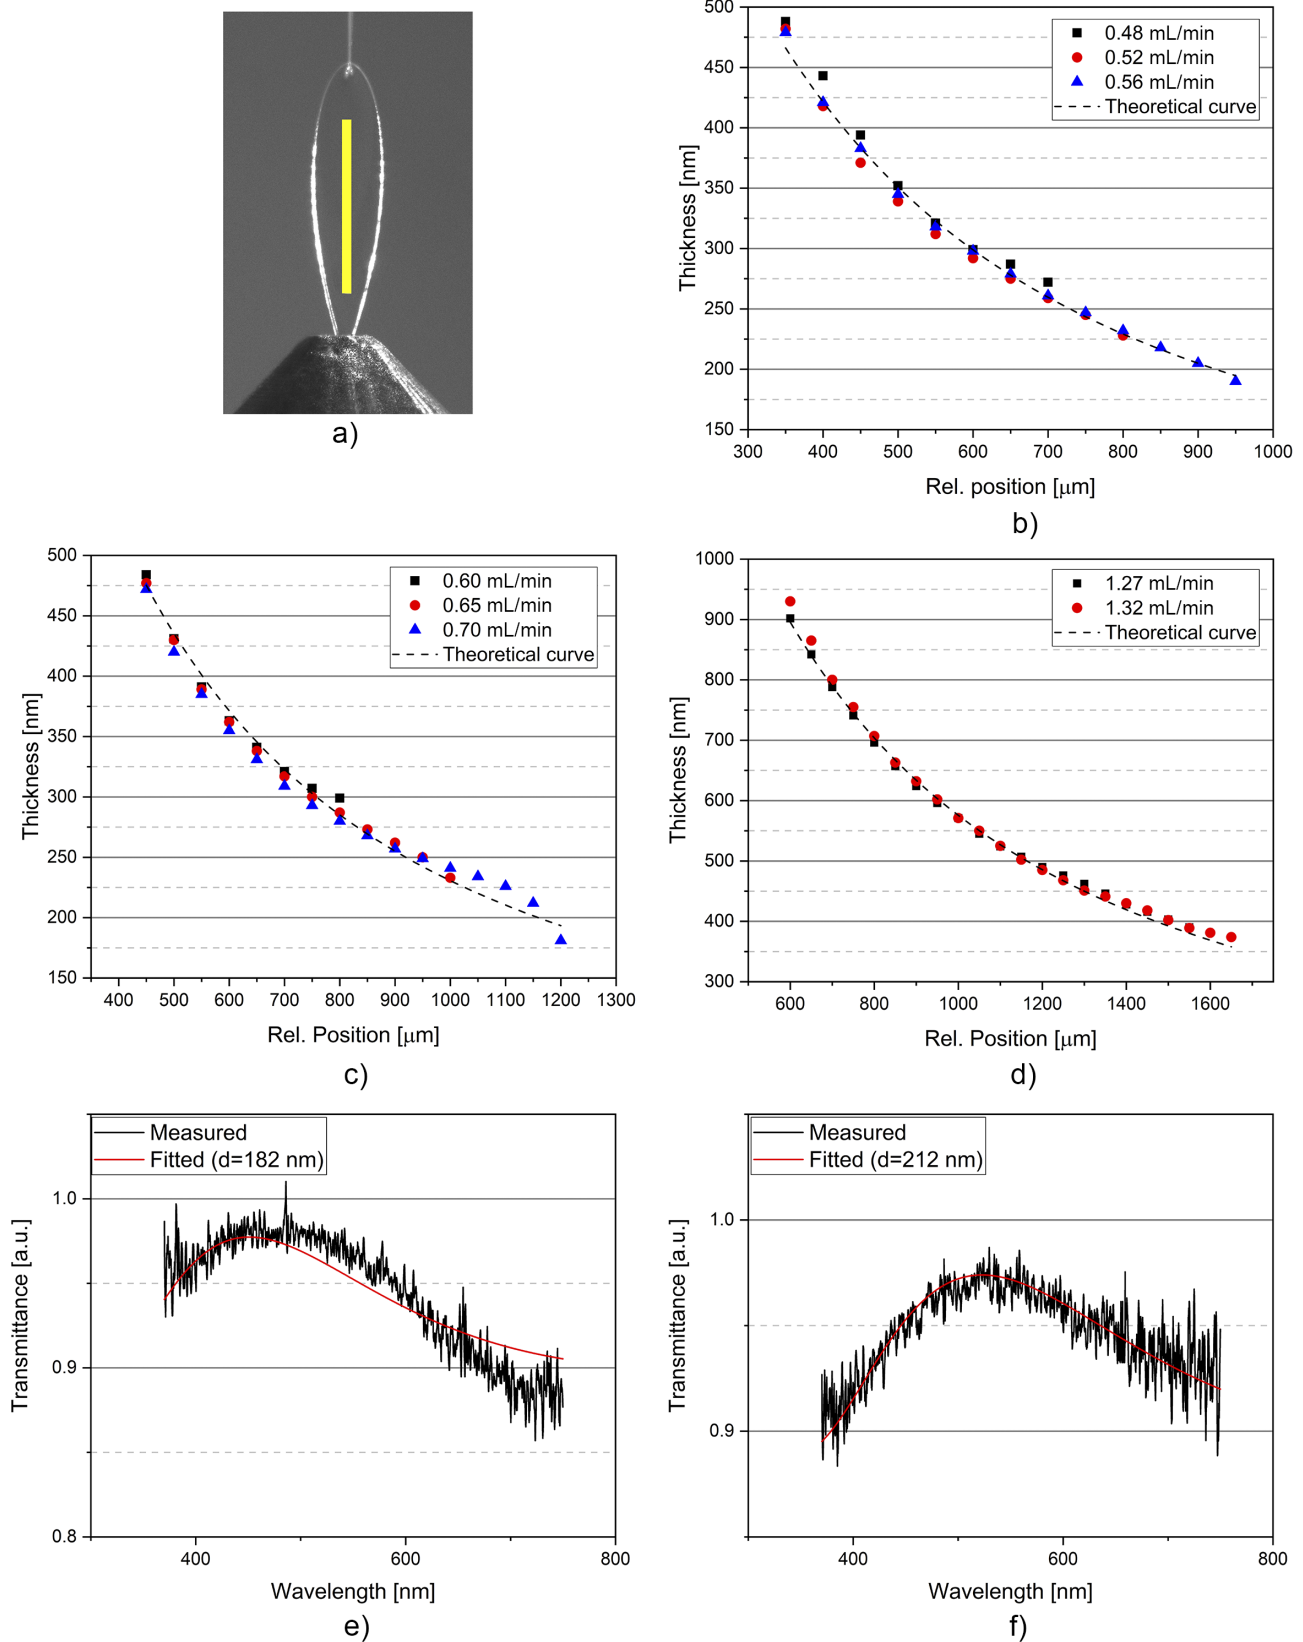 a)
500
450
400
350
300
250
200
150
300 400 500 600 700 800 900 1000
Thickness [nm]
Rel. position [μm]
0.48 mL/min
0.52 mL/min
0.56 mL/min
Theoretical curve
b)
500
450
400
350
300
250
200
150
400 500 600 700 800 900 1000 1100 1200 1300
Thickness [nm]
Rel. Position [μm]
0.60 mL/min
0.65 mL/min
0.70 mL/min
Theoretical curve
c)
1000
900
800
700
600
500
400
300
600 800 1000 1200 1400 1600
Thickness [nm]
Rel. Position [μm]
1.27 mL/min
1.32 mL/min
Theoretical curve
d)
Measured
Fitted (d=182 nm)
1.0
0.9
0.8
400 600 800
Transmittance [a.u.]
Wavelength [nm]
e)
Measured
Fitted (d=212 nm)
1.0
0.9
400 600 800
Transmittance [a.u.]
Wavelength [nm]
f)